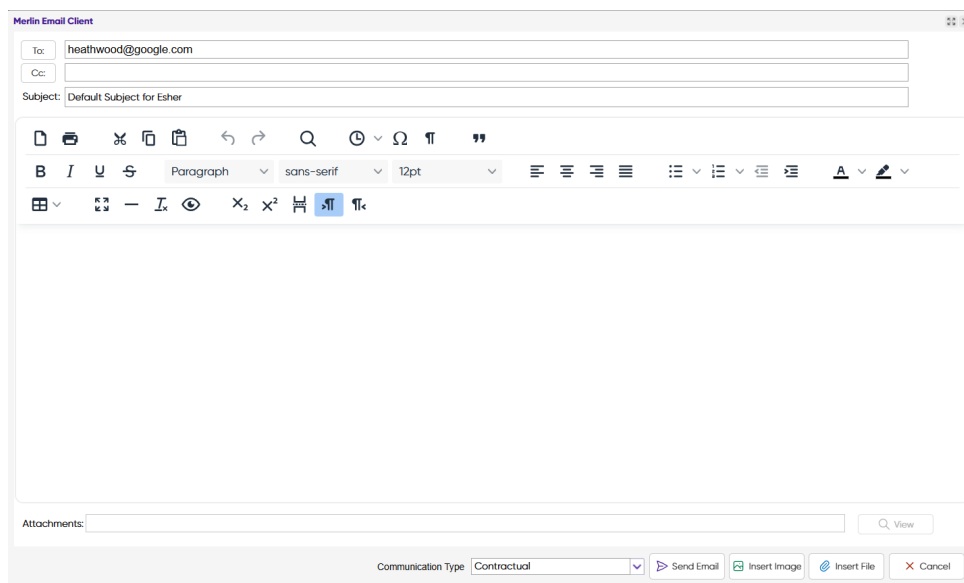 Merlin Email Client
To: heathwood@google.com
Cc:
Subject: Default Subject for Esher
Paragraph sans-serif 12pt
Attachments: View
Communication Type Contractual Send Email Insert Image Insert File Cancel